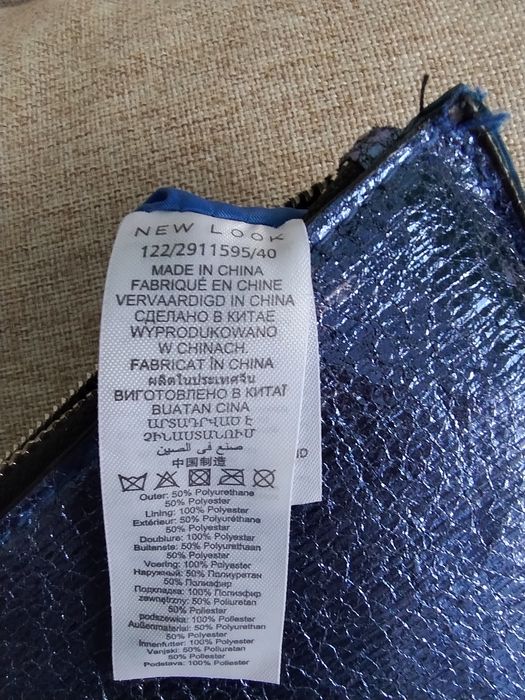 NEW LOOK
122/2911595/40
MADE IN CHINA
FABRIQUÉ EN CHINE
VERVAARDIGD IN CHINA
СДЕЛАНО В КИТАЕ
WYPRODUKOWANO
W CHINACH.
FABRICAT ÎN CHINA
ผลิตในประเทศจีน
ВИГОТОВЛЕНО В КИТАЇ
BUATAN CINA
ԱՐՏԱԴՐՎԱԾ Է
ՉԻՆԱՍՏԱՆՈՒՄ
صنع في الصين
中国制造
Outer: 50% Polyurethane
50% Polyester
Lining: 100% Polyester
Extérieur: 50% Polyuréthane
50% Polyester
Doublure: 100% Polyester
Buitenste: 50% Polyurethaan
50% Polyester
Voering: 100% Polyester
Наружный: 50% Полиуретан
50% Полиэфир
Подкладка: 100% Полиэфир
zewnętrzny: 50% Poliuretan
50% Poliester
podszewka: 100% Poliester
Außenmaterial: 50% Polyurethan
50% Polyester
Innenfutter: 100% Polyester
Vanjski: 50% Poliuretan
50% Poliester
Podstava: 100% Poliester